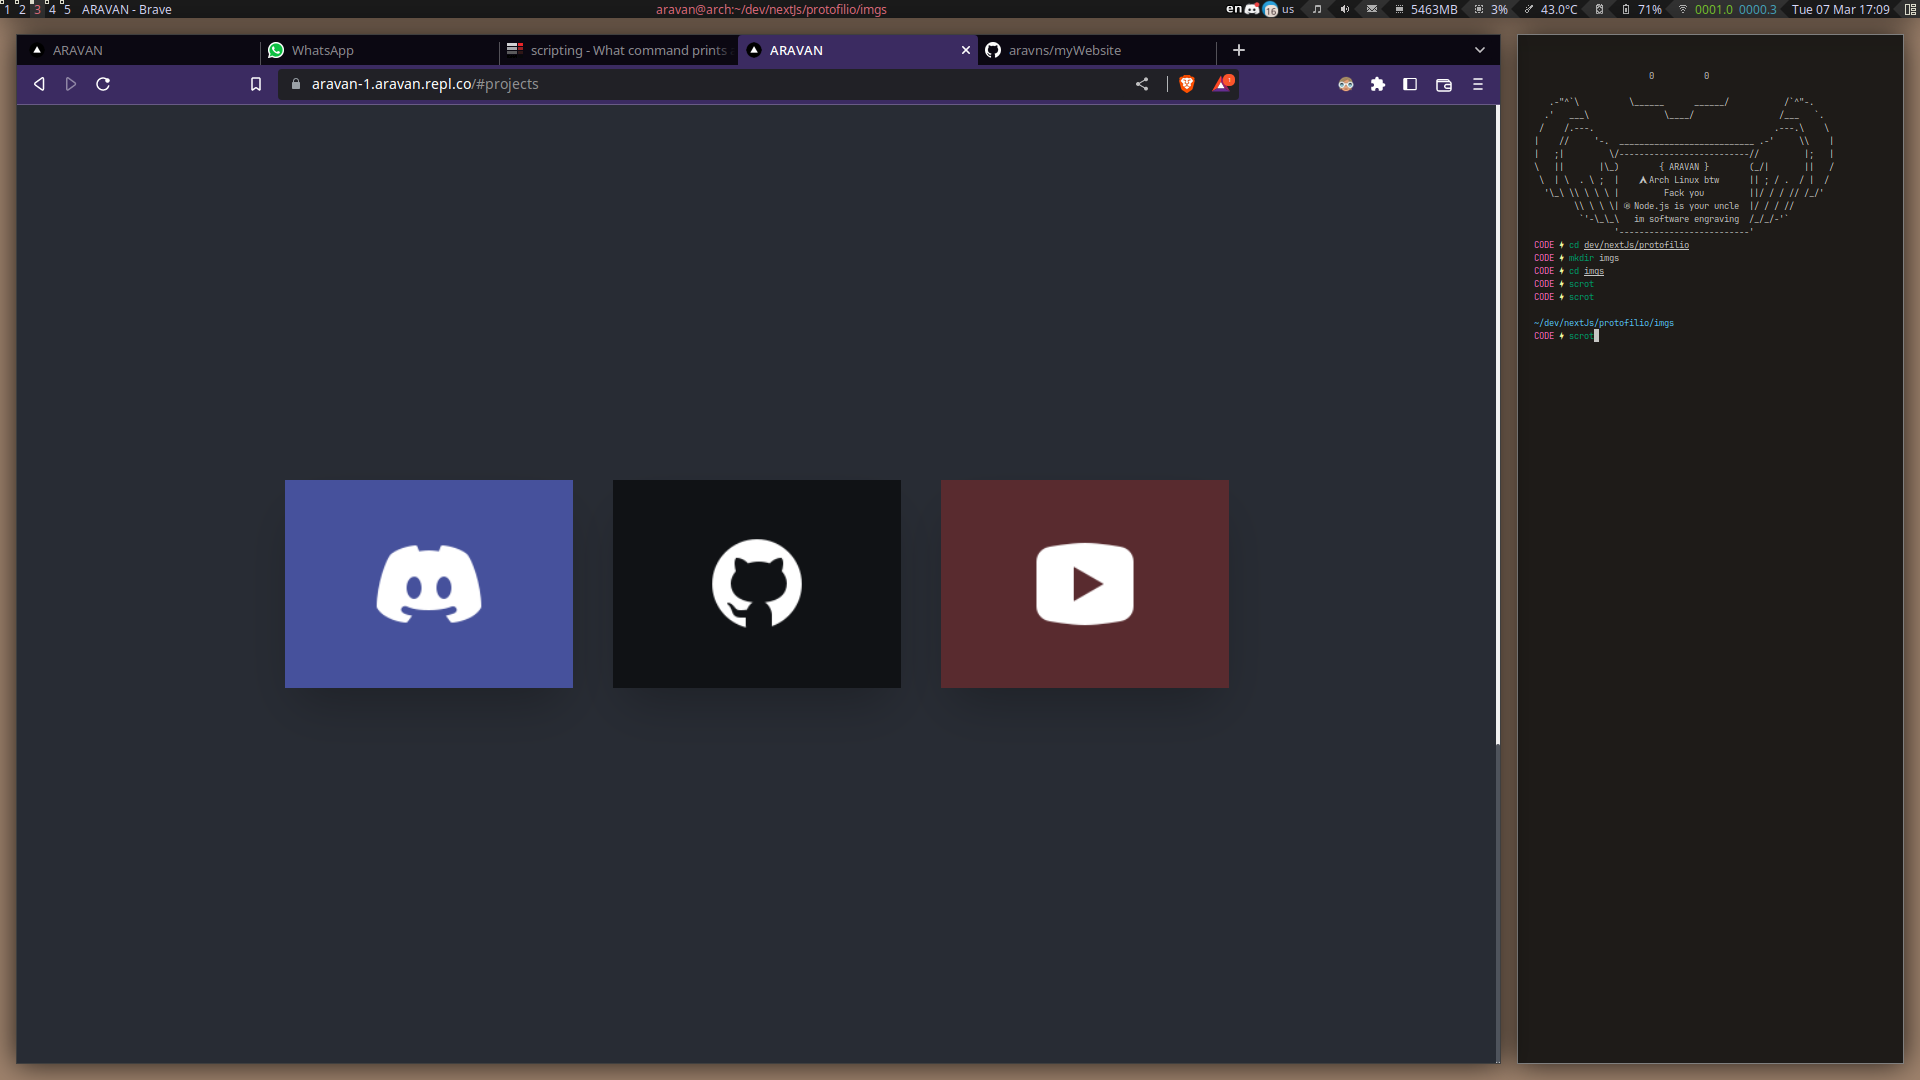 1 2 3 4 5 ARAVAN - Brave
aravan@arch:~/dev/nextJs/protofilio/imgs
en 16 us 5463MB 3% 43.0°C 71% 0001.0 0000.3 Tue 07 Mar 17:09
ARAVAN
WhatsApp
scripting - What command prints
ARAVAN
aravns/myWebsite
aravan-1.aravan.repl.co/#projects
{ ARAVAN }
Arch Linux btw
Fack you
Node.js is your uncle
im software engraving
CODE cd dev/nextJs/protofilio
CODE mkdir imgs
CODE cd imgs
CODE scrot
CODE scrot
~/dev/nextJs/protofilio/imgs
CODE scrot